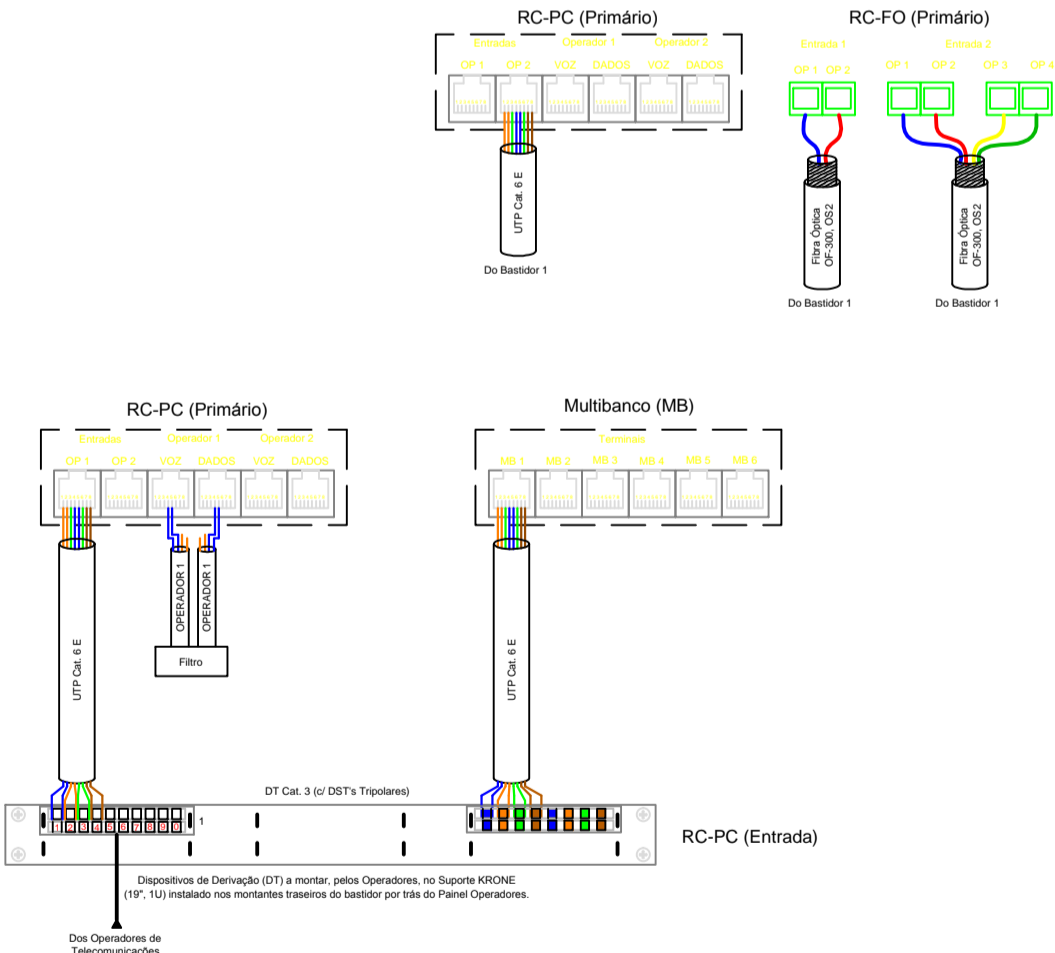 RC-PC (Primário)
Entradas Operador 1 Operador 2
OP 1 OP 2 VOZ DADOS VOZ DADOS
UTP Cat. 6 E
Do Bastidor 1
RC-FO (Primário)
Entrada 1 Entrada 2
OP 1 OP 2 OP 1 OP 2 OP 3 OP 4
Fibra Óptica
OF-300, OS2
Fibra Óptica
OF-300, OS2
Do Bastidor 1 Do Bastidor 1
RC-PC (Primário)
Entradas Operador 1 Operador 2
OP 1 OP 2 VOZ DADOS VOZ DADOS
UTP Cat. 6 E
OPERADOR 1
OPERADOR 1
Filtro
Multibanco (MB)
Terminais
MB 1 MB 2 MB 3 MB 4 MB 5 MB 6
UTP Cat. 6 E
DT Cat. 3 (c/ DST's Tripolares)
1 2 3 4 5 6 7 8 9 0
1
RC-PC (Entrada)
Dispositivos de Derivação (DT) a montar, pelos Operadores, no Suporte KRONE
(19", 1U) instalado nos montantes traseiros do bastidor por trás do Painel Operadores.
Dos Operadores de
Telecomunicações